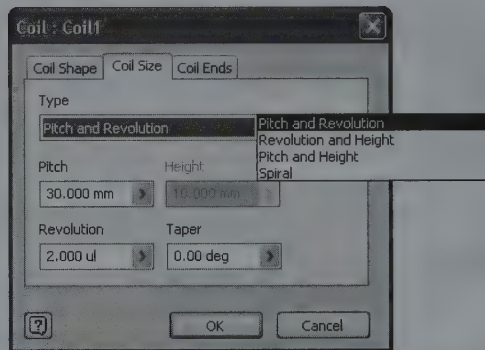 Coil : Coil1
Coil Shape Coil Size Coil Ends
Type
Pitch and Revolution
Pitch and Revolution
Revolution and Height
Pitch and Height
Spiral
Pitch Height
30.000 mm 10.000 mm
Revolution Taper
2.000 ul 0.00 deg
OK Cancel